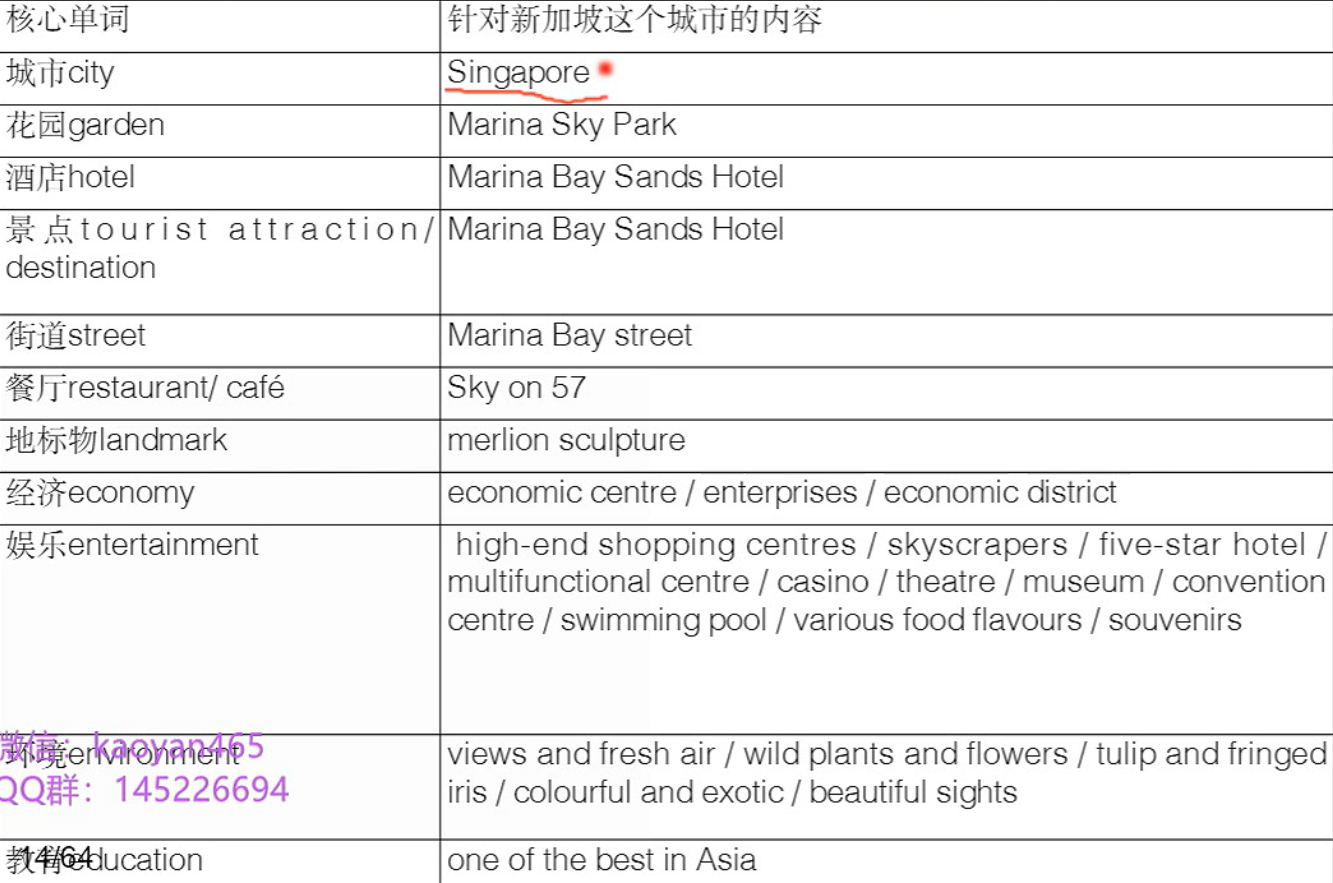 核心单词 针对新加坡这个城市的内容
城市city Singapore
花园garden Marina Sky Park
酒店hotel Marina Bay Sands Hotel
景点tourist attraction/ Marina Bay Sands Hotel
destination
街道street Marina Bay street
餐厅restaurant/ café Sky on 57
地标物landmark merlion sculpture
经济economy economic centre / enterprises / economic district
娱乐entertainment high-end shopping centres / skyscrapers / five-star hotel /
multifunctional centre / casino / theatre / museum / convention
centre / swimming pool / various food flavours / souvenirs
微信：kaoyan465
环境environment views and fresh air / wild plants and flowers / tulip and fringed
QQ群：145226694 iris / colourful and exotic / beautiful sights
14/64
教育education one of the best in Asia